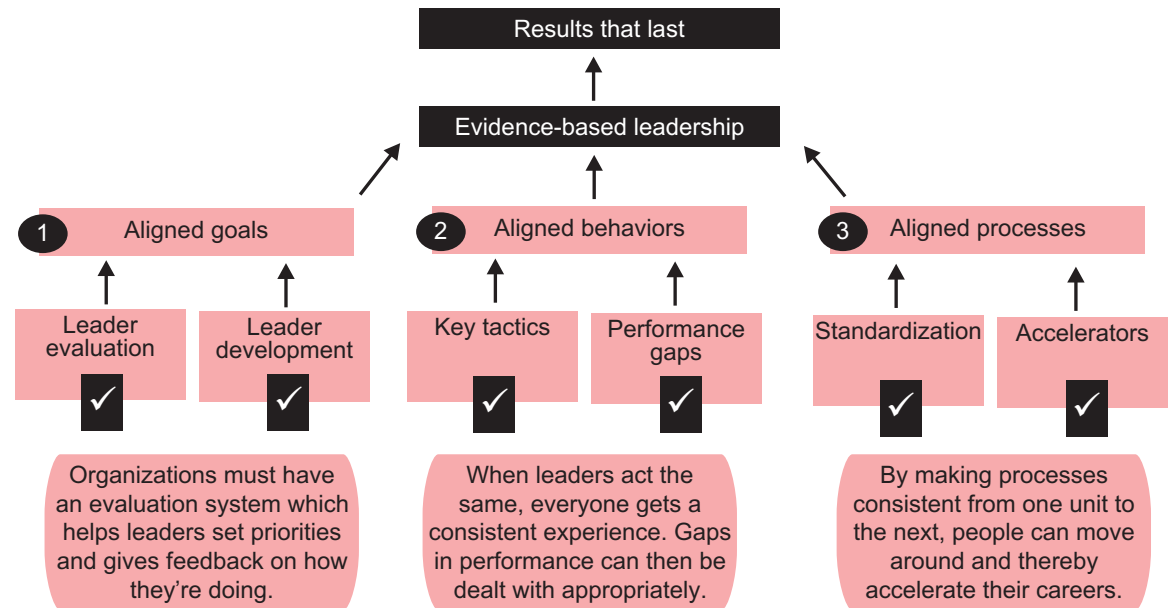 Results that last
Evidence-based leadership
1
Aligned goals
Leader
evaluation
Leader
development
Organizations must have
an evaluation system which
helps leaders set priorities
and gives feedback on how
they’re doing.
2
Aligned behaviors
Key tactics
Performance
gaps
When leaders act the
same, everyone gets a
consistent experience. Gaps
in performance can then be
dealt with appropriately.
3
Aligned processes
Standardization
Accelerators
By making processes
consistent from one unit to
the next, people can move
around and thereby
accelerate their careers.